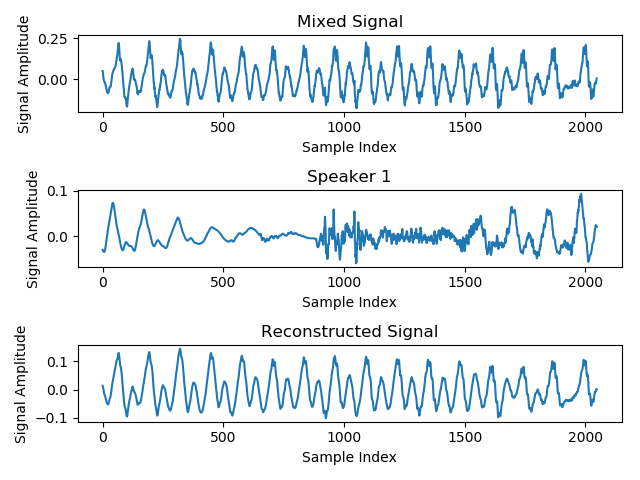 Mixed Signal
Signal Amplitude
0.25
0.00
0
500
1000
1500
2000
Sample Index
Speaker 1
Signal Amplitude
0.1
0.0
0
500
1000
1500
2000
Sample Index
Reconstructed Signal
Signal Amplitude
0.1
0.0
−0.1
0
500
1000
1500
2000
Sample Index